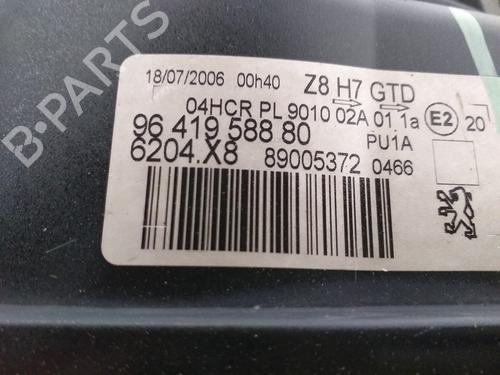 18/07/2006 00h40 Z8 H7 GTD
04HCR PL 9010 02A 01 1a E2 20
96 419 588 80 PU1A
6204.X8 89005372 0466
B-PARTS